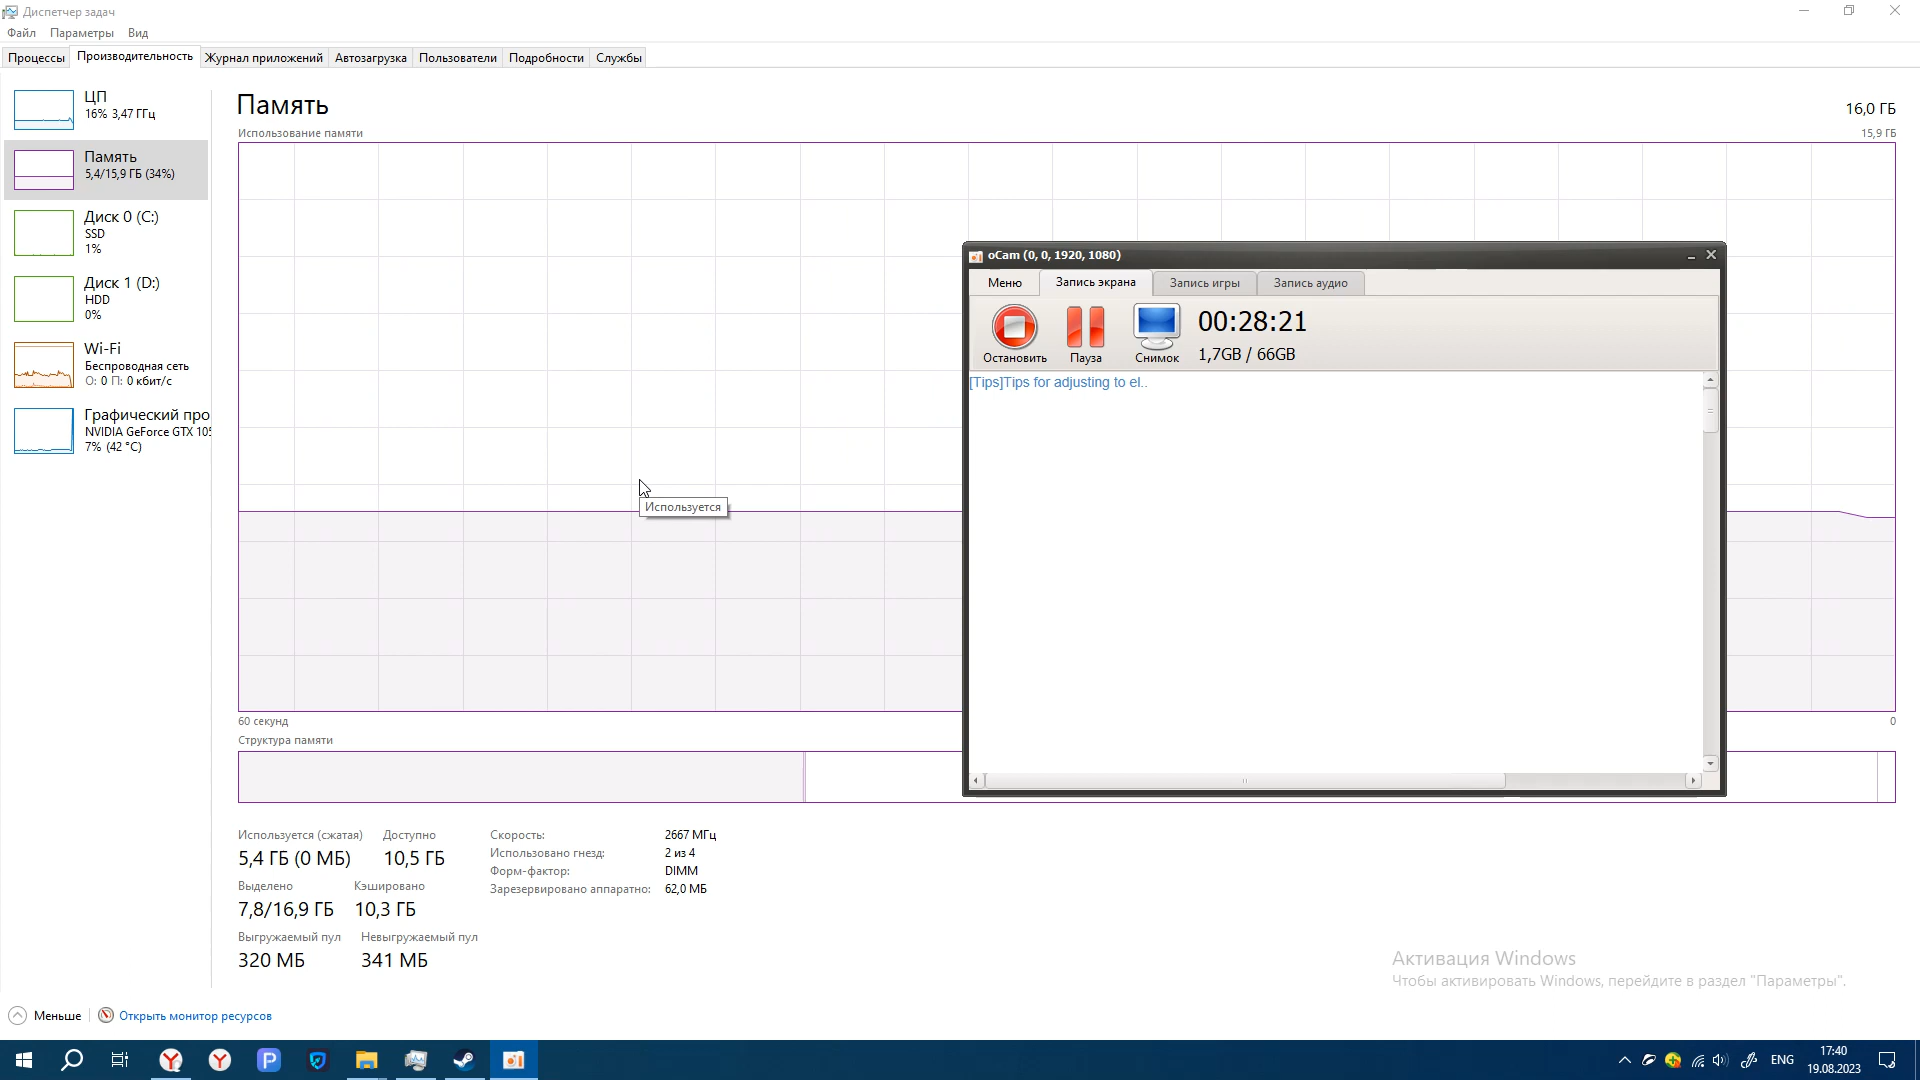 Диспетчер задач
Файл Параметры Вид
Процессы Производительность Журнал приложений Автозагрузка Пользователи Подробности Службы
ЦП
16% 3,47 ГГц
Память
5,4/15,9 ГБ (34%)
Диск 0 (C:)
SSD
1%
Диск 1 (D:)
HDD
0%
Wi-Fi
Беспроводная сеть
О: 0 П: 0 кбит/с
Графический про
NVIDIA GeForce GTX 105
7% (42 °C)
Память
16,0 ГБ
Использование памяти
15,9 ГБ
Используется
60 секунд
0
Структура памяти
oCam (0, 0, 1920, 1080)
Меню Запись экрана Запись игры Запись аудио
Остановить Пауза Снимок
00:28:21
1,7GB / 66GB
[Tips]Tips for adjusting to el..
Используется (сжатая) Доступно
5,4 ГБ (0 МБ) 10,5 ГБ
Выделено Кэшировано
7,8/16,9 ГБ 10,3 ГБ
Выгружаемый пул Невыгружаемый пул
320 МБ 341 МБ
Скорость: 2667 МГц
Использовано гнезд: 2 из 4
Форм-фактор: DIMM
Зарезервировано аппаратно: 62,0 МБ
Активация Windows
Чтобы активировать Windows, перейдите в раздел "Параметры".
Меньше Открыть монитор ресурсов
ENG
17:40
19.08.2023